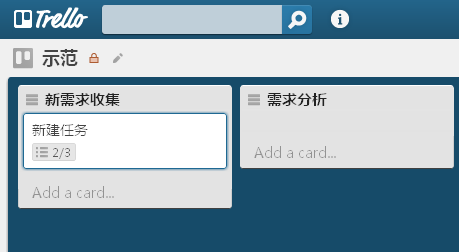 Trello
示范
新需求收集
需求分析
新建任务
2/3
Add a card...
Add a card...